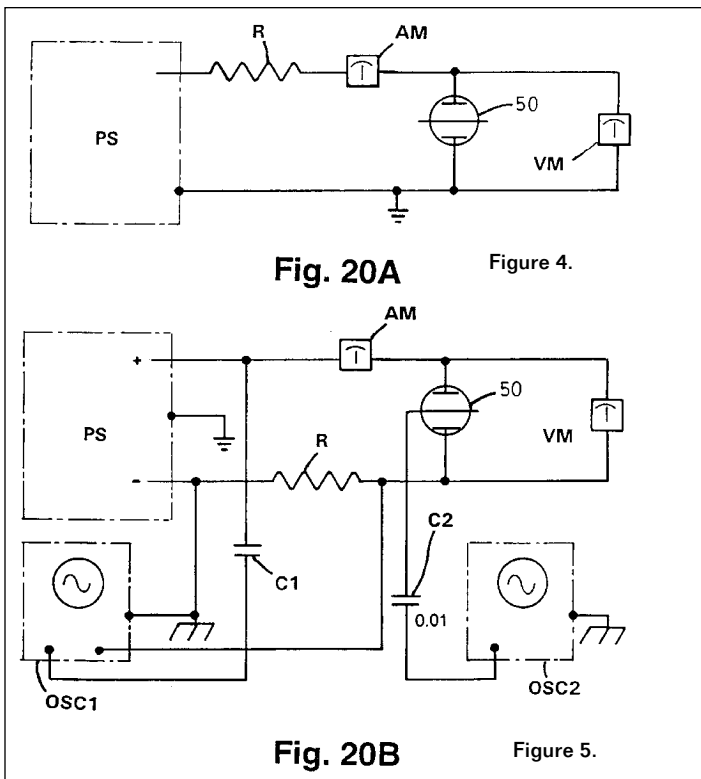 R
AM
50
PS
VM
Fig. 20A
Figure 4.
AM
+
50
VM
PS
R
-
C2
C1
0.01
OSC1
OSC2
Fig. 20B
Figure 5.